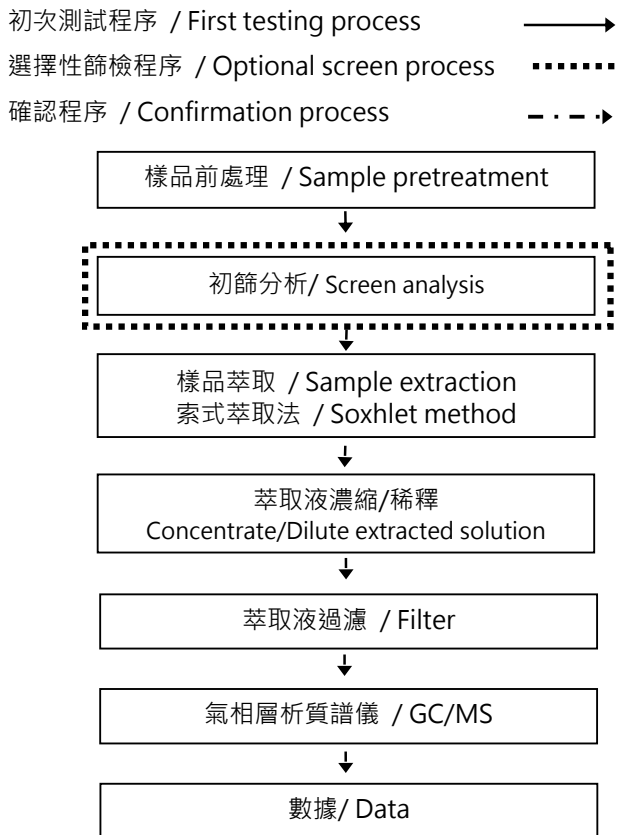 初次測試程序 / First testing process
選擇性篩檢程序 / Optional screen process
確認程序 / Confirmation process
樣品前處理 / Sample pretreatment
初篩分析/ Screen analysis
樣品萃取 / Sample extraction
索式萃取法 / Soxhlet method
萃取液濃縮/稀釋
Concentrate/Dilute extracted solution
萃取液過濾 / Filter
氣相層析質譜儀 / GC/MS
數據/ Data